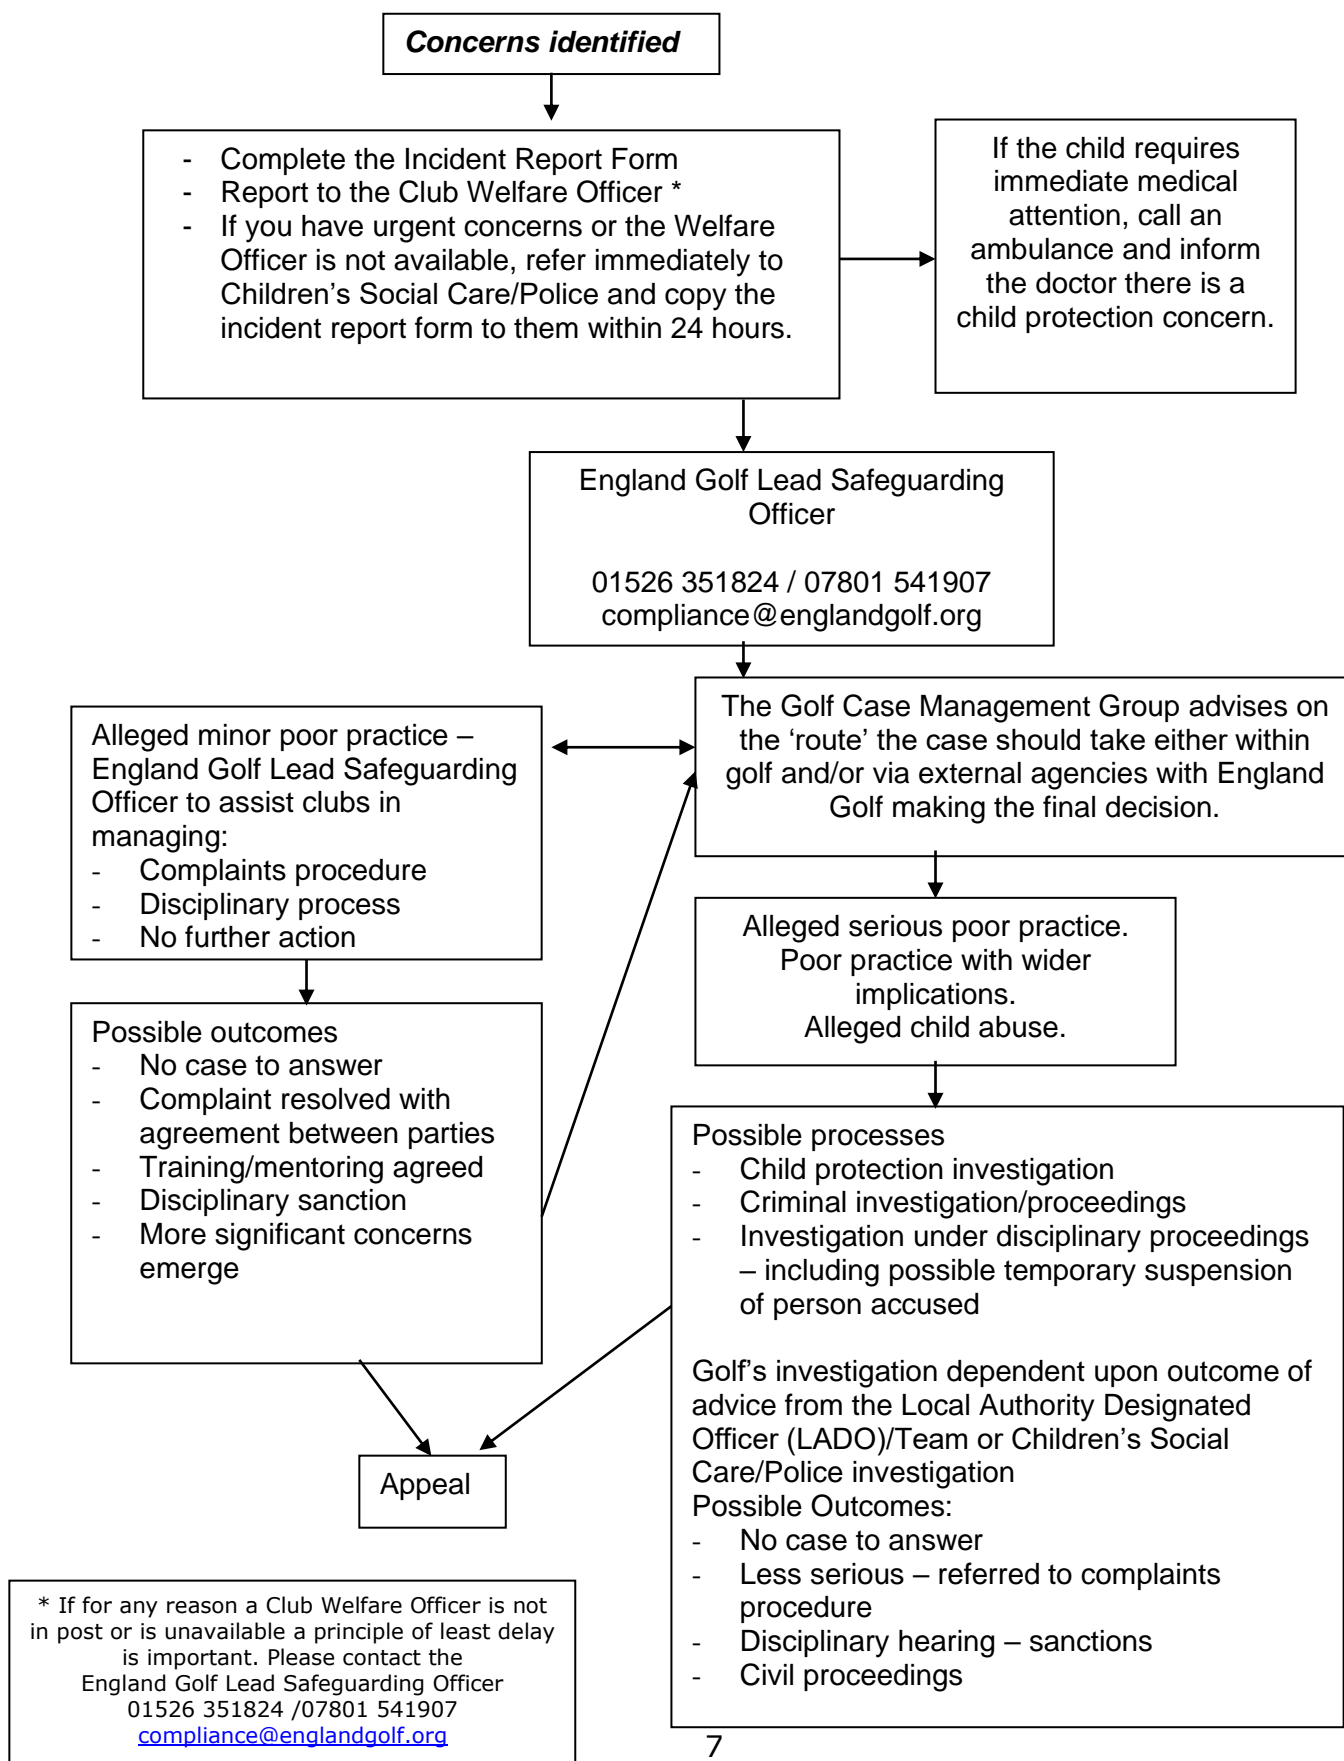 Concerns identified
- Complete the Incident Report Form
- Report to the Club Welfare Officer *
- If you have urgent concerns or the Welfare
Officer is not available, refer immediately to
Children’s Social Care/Police and copy the
incident report form to them within 24 hours.
If the child requires
immediate medical
attention, call an
ambulance and inform
the doctor there is a
child protection concern.
England Golf Lead Safeguarding
Officer
01526 351824 / 07801 541907
compliance@englandgolf.org
The Golf Case Management Group advises on
the ‘route’ the case should take either within
golf and/or via external agencies with England
Golf making the final decision.
Alleged minor poor practice –
England Golf Lead Safeguarding
Officer to assist clubs in
managing:
- Complaints procedure
- Disciplinary process
- No further action
Alleged serious poor practice.
Poor practice with wider
implications.
Alleged child abuse.
Possible outcomes
- No case to answer
- Complaint resolved with
agreement between parties
- Training/mentoring agreed
- Disciplinary sanction
- More significant concerns
emerge
Possible processes
- Child protection investigation
- Criminal investigation/proceedings
- Investigation under disciplinary proceedings
– including possible temporary suspension
of person accused
Golf’s investigation dependent upon outcome of
advice from the Local Authority Designated
Officer (LADO)/Team or Children’s Social
Care/Police investigation
Possible Outcomes:
- No case to answer
- Less serious – referred to complaints
procedure
- Disciplinary hearing – sanctions
- Civil proceedings
Appeal
* If for any reason a Club Welfare Officer is not
in post or is unavailable a principle of least delay
is important. Please contact the
England Golf Lead Safeguarding Officer
01526 351824 /07801 541907
compliance@englandgolf.org
7